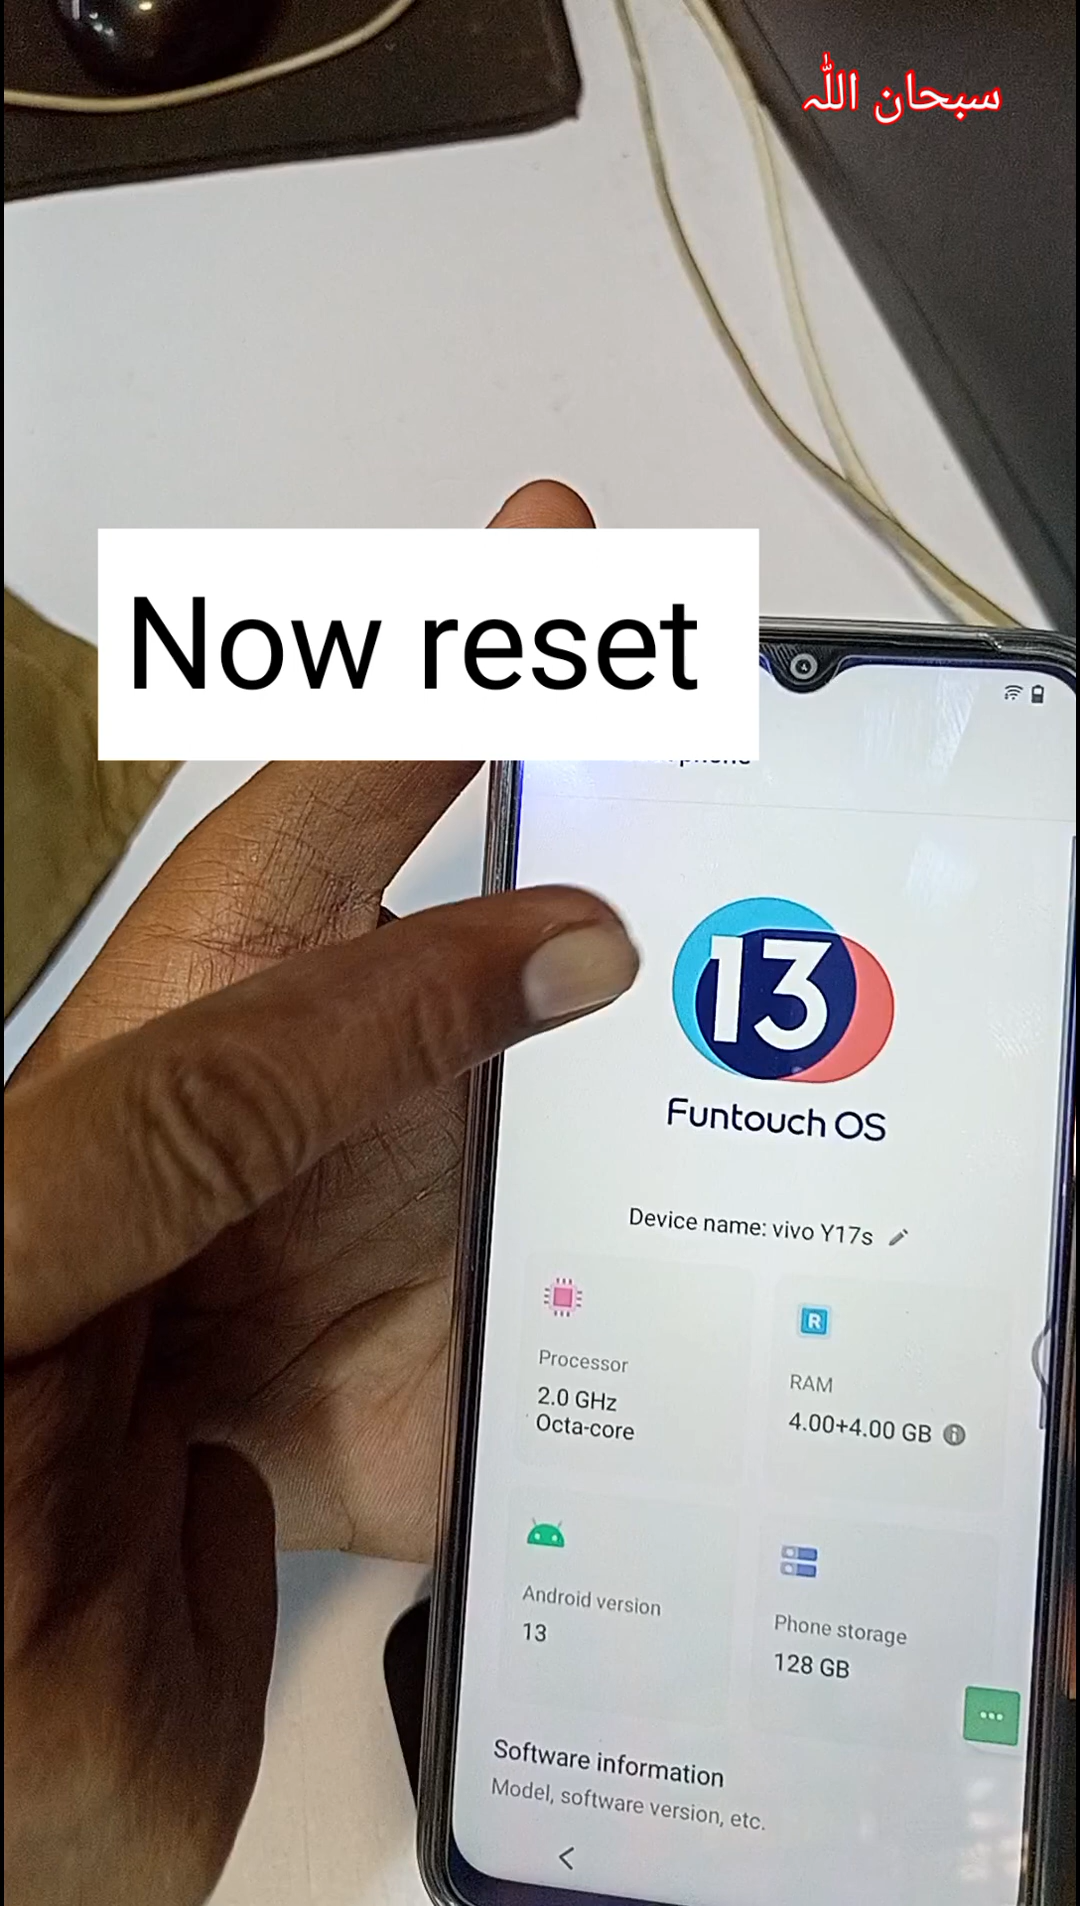 سبحان اللّٰہ
Now reset
13
Funtouch OS
Device name: vivo Y17s
Processor
2.0 GHz
Octa-core
R
RAM
4.00+4.00 GB
Android version
13
Phone storage
128 GB
Software information
Model, software version, etc.